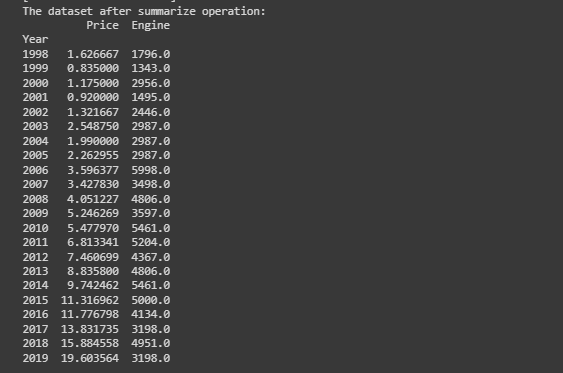 The dataset after summarize operation:
Price Engine
Year
1998 1.626667 1796.0
1999 0.835000 1343.0
2000 1.175000 2956.0
2001 0.920000 1495.0
2002 1.321667 2446.0
2003 2.548750 2987.0
2004 1.990000 2987.0
2005 2.262955 2987.0
2006 3.596377 5998.0
2007 3.427830 3498.0
2008 4.051227 4806.0
2009 5.246269 3597.0
2010 5.477970 5461.0
2011 6.813341 5204.0
2012 7.460699 4367.0
2013 8.835800 4806.0
2014 9.742462 5461.0
2015 11.316962 5000.0
2016 11.776798 4134.0
2017 13.831735 3198.0
2018 15.884558 4951.0
2019 19.603564 3198.0